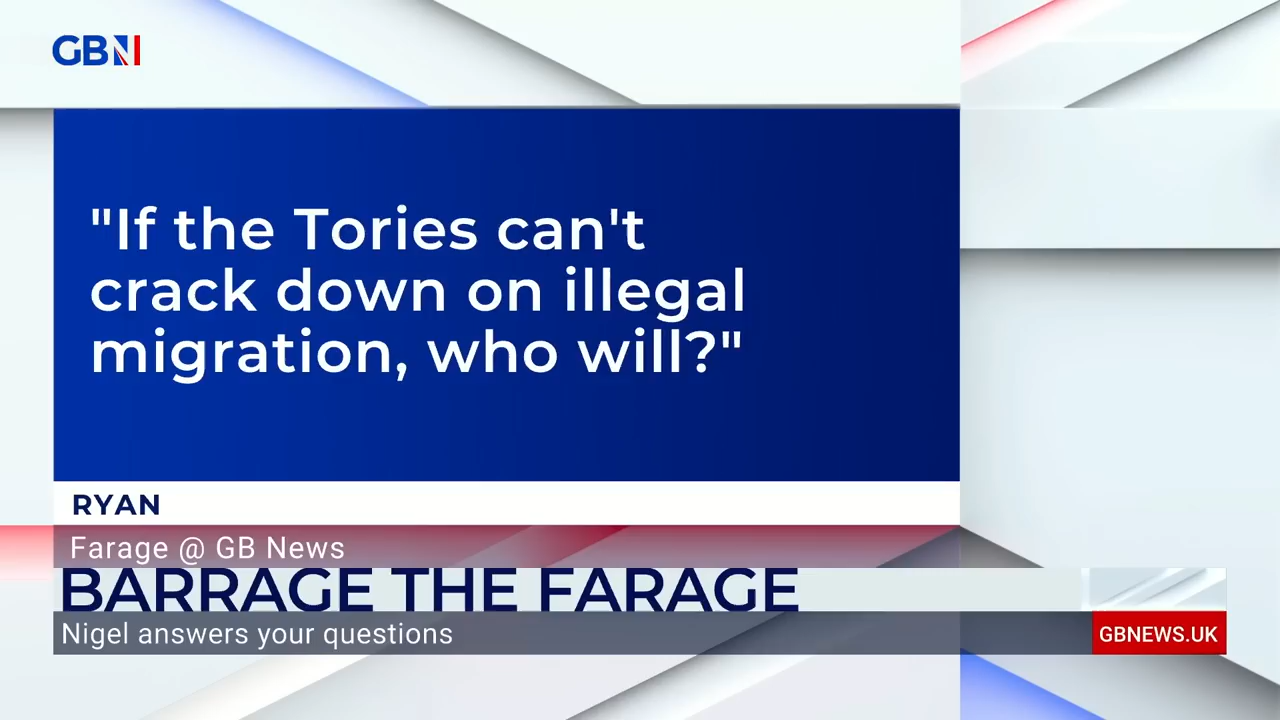 GBN
"If the Tories can't
crack down on illegal
migration, who will?"
RYAN
Farage @ GB News
BARRAGE THE FARAGE
Nigel answers your questions
GBNEWS.UK